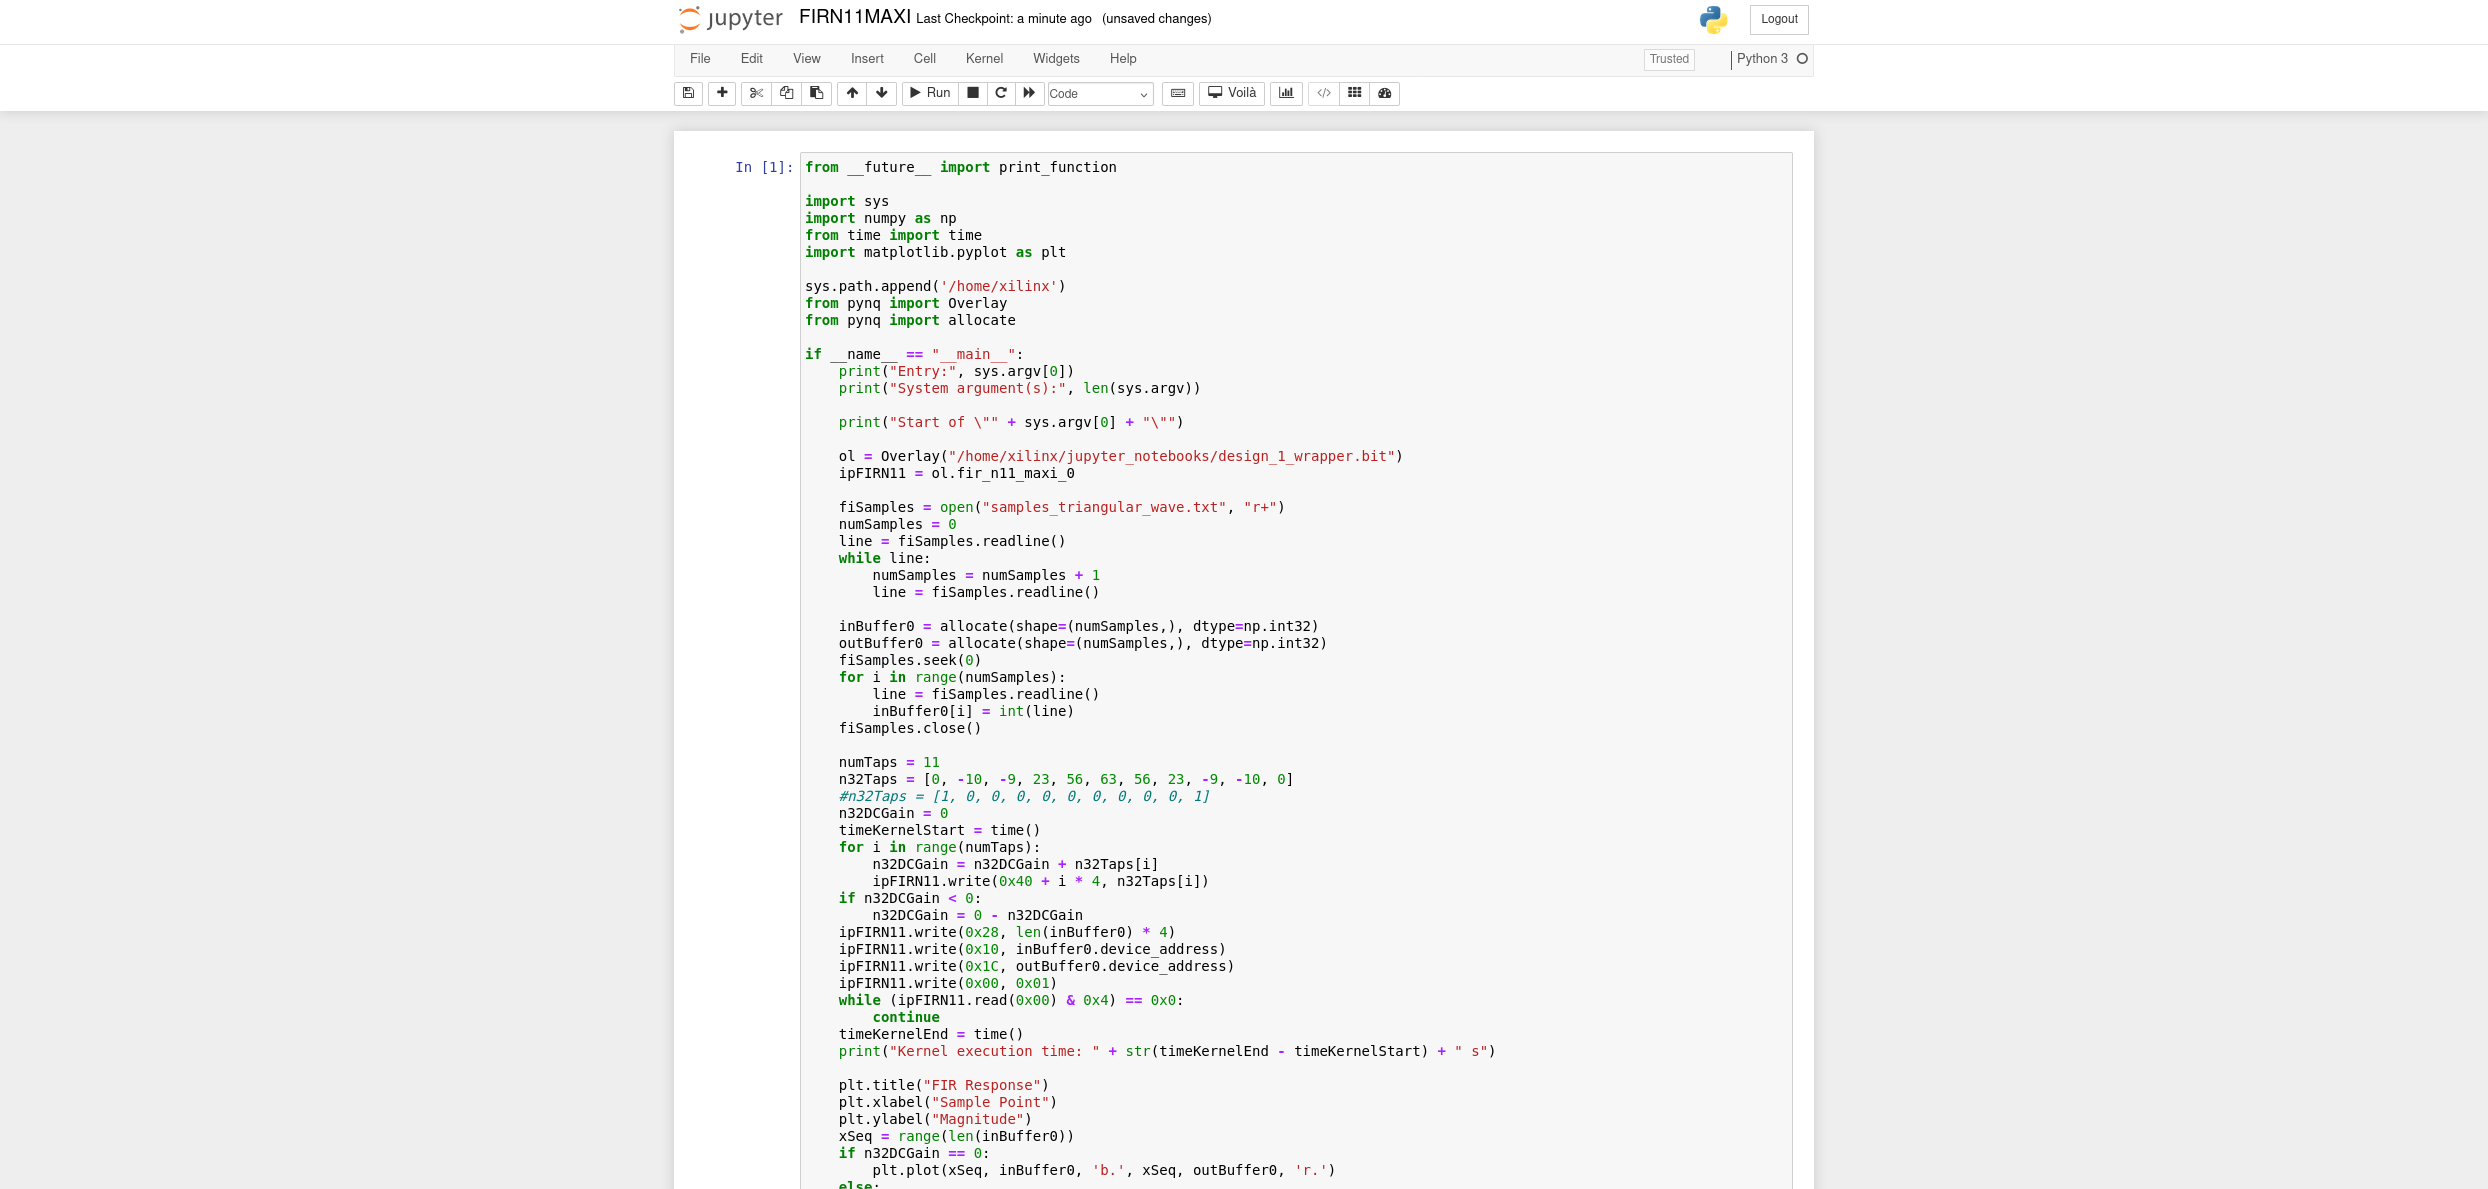 jupyter FIRN11MAXI Last Checkpoint: a minute ago (unsaved changes) Logout
File Edit View Insert Cell Kernel Widgets Help Trusted Python 3
Run Code Voilà
In [1]: from __future__ import print_function
import sys
import numpy as np
from time import time
import matplotlib.pyplot as plt
sys.path.append('/home/xilinx')
from pynq import Overlay
from pynq import allocate
if __name__ == "__main__":
    print("Entry:", sys.argv[0])
    print("System argument(s):", len(sys.argv))
    print("Start of \"" + sys.argv[0] + "\"")
    ol = Overlay("/home/xilinx/jupyter_notebooks/design_1_wrapper.bit")
    ipFIRN11 = ol.fir_n11_maxi_0
    fiSamples = open("samples_triangular_wave.txt", "r+")
    numSamples = 0
    line = fiSamples.readline()
    while line:
        numSamples = numSamples + 1
        line = fiSamples.readline()
    inBuffer0 = allocate(shape=(numSamples,), dtype=np.int32)
    outBuffer0 = allocate(shape=(numSamples,), dtype=np.int32)
    fiSamples.seek(0)
    for i in range(numSamples):
        line = fiSamples.readline()
        inBuffer0[i] = int(line)
    fiSamples.close()
    numTaps = 11
    n32Taps = [0, -10, -9, 23, 56, 63, 56, 23, -9, -10, 0]
    #n32Taps = [1, 0, 0, 0, 0, 0, 0, 0, 0, 0, 1]
    n32DCGain = 0
    timeKernelStart = time()
    for i in range(numTaps):
        n32DCGain = n32DCGain + n32Taps[i]
        ipFIRN11.write(0x40 + i * 4, n32Taps[i])
    if n32DCGain < 0:
        n32DCGain = 0 - n32DCGain
    ipFIRN11.write(0x28, len(inBuffer0) * 4)
    ipFIRN11.write(0x10, inBuffer0.device_address)
    ipFIRN11.write(0x1C, outBuffer0.device_address)
    ipFIRN11.write(0x00, 0x01)
    while (ipFIRN11.read(0x00) & 0x4) == 0x0:
        continue
    timeKernelEnd = time()
    print("Kernel execution time: " + str(timeKernelEnd - timeKernelStart) + " s")
    plt.title("FIR Response")
    plt.xlabel("Sample Point")
    plt.ylabel("Magnitude")
    xSeq = range(len(inBuffer0))
    if n32DCGain == 0:
        plt.plot(xSeq, inBuffer0, 'b.', xSeq, outBuffer0, 'r.')
    else: